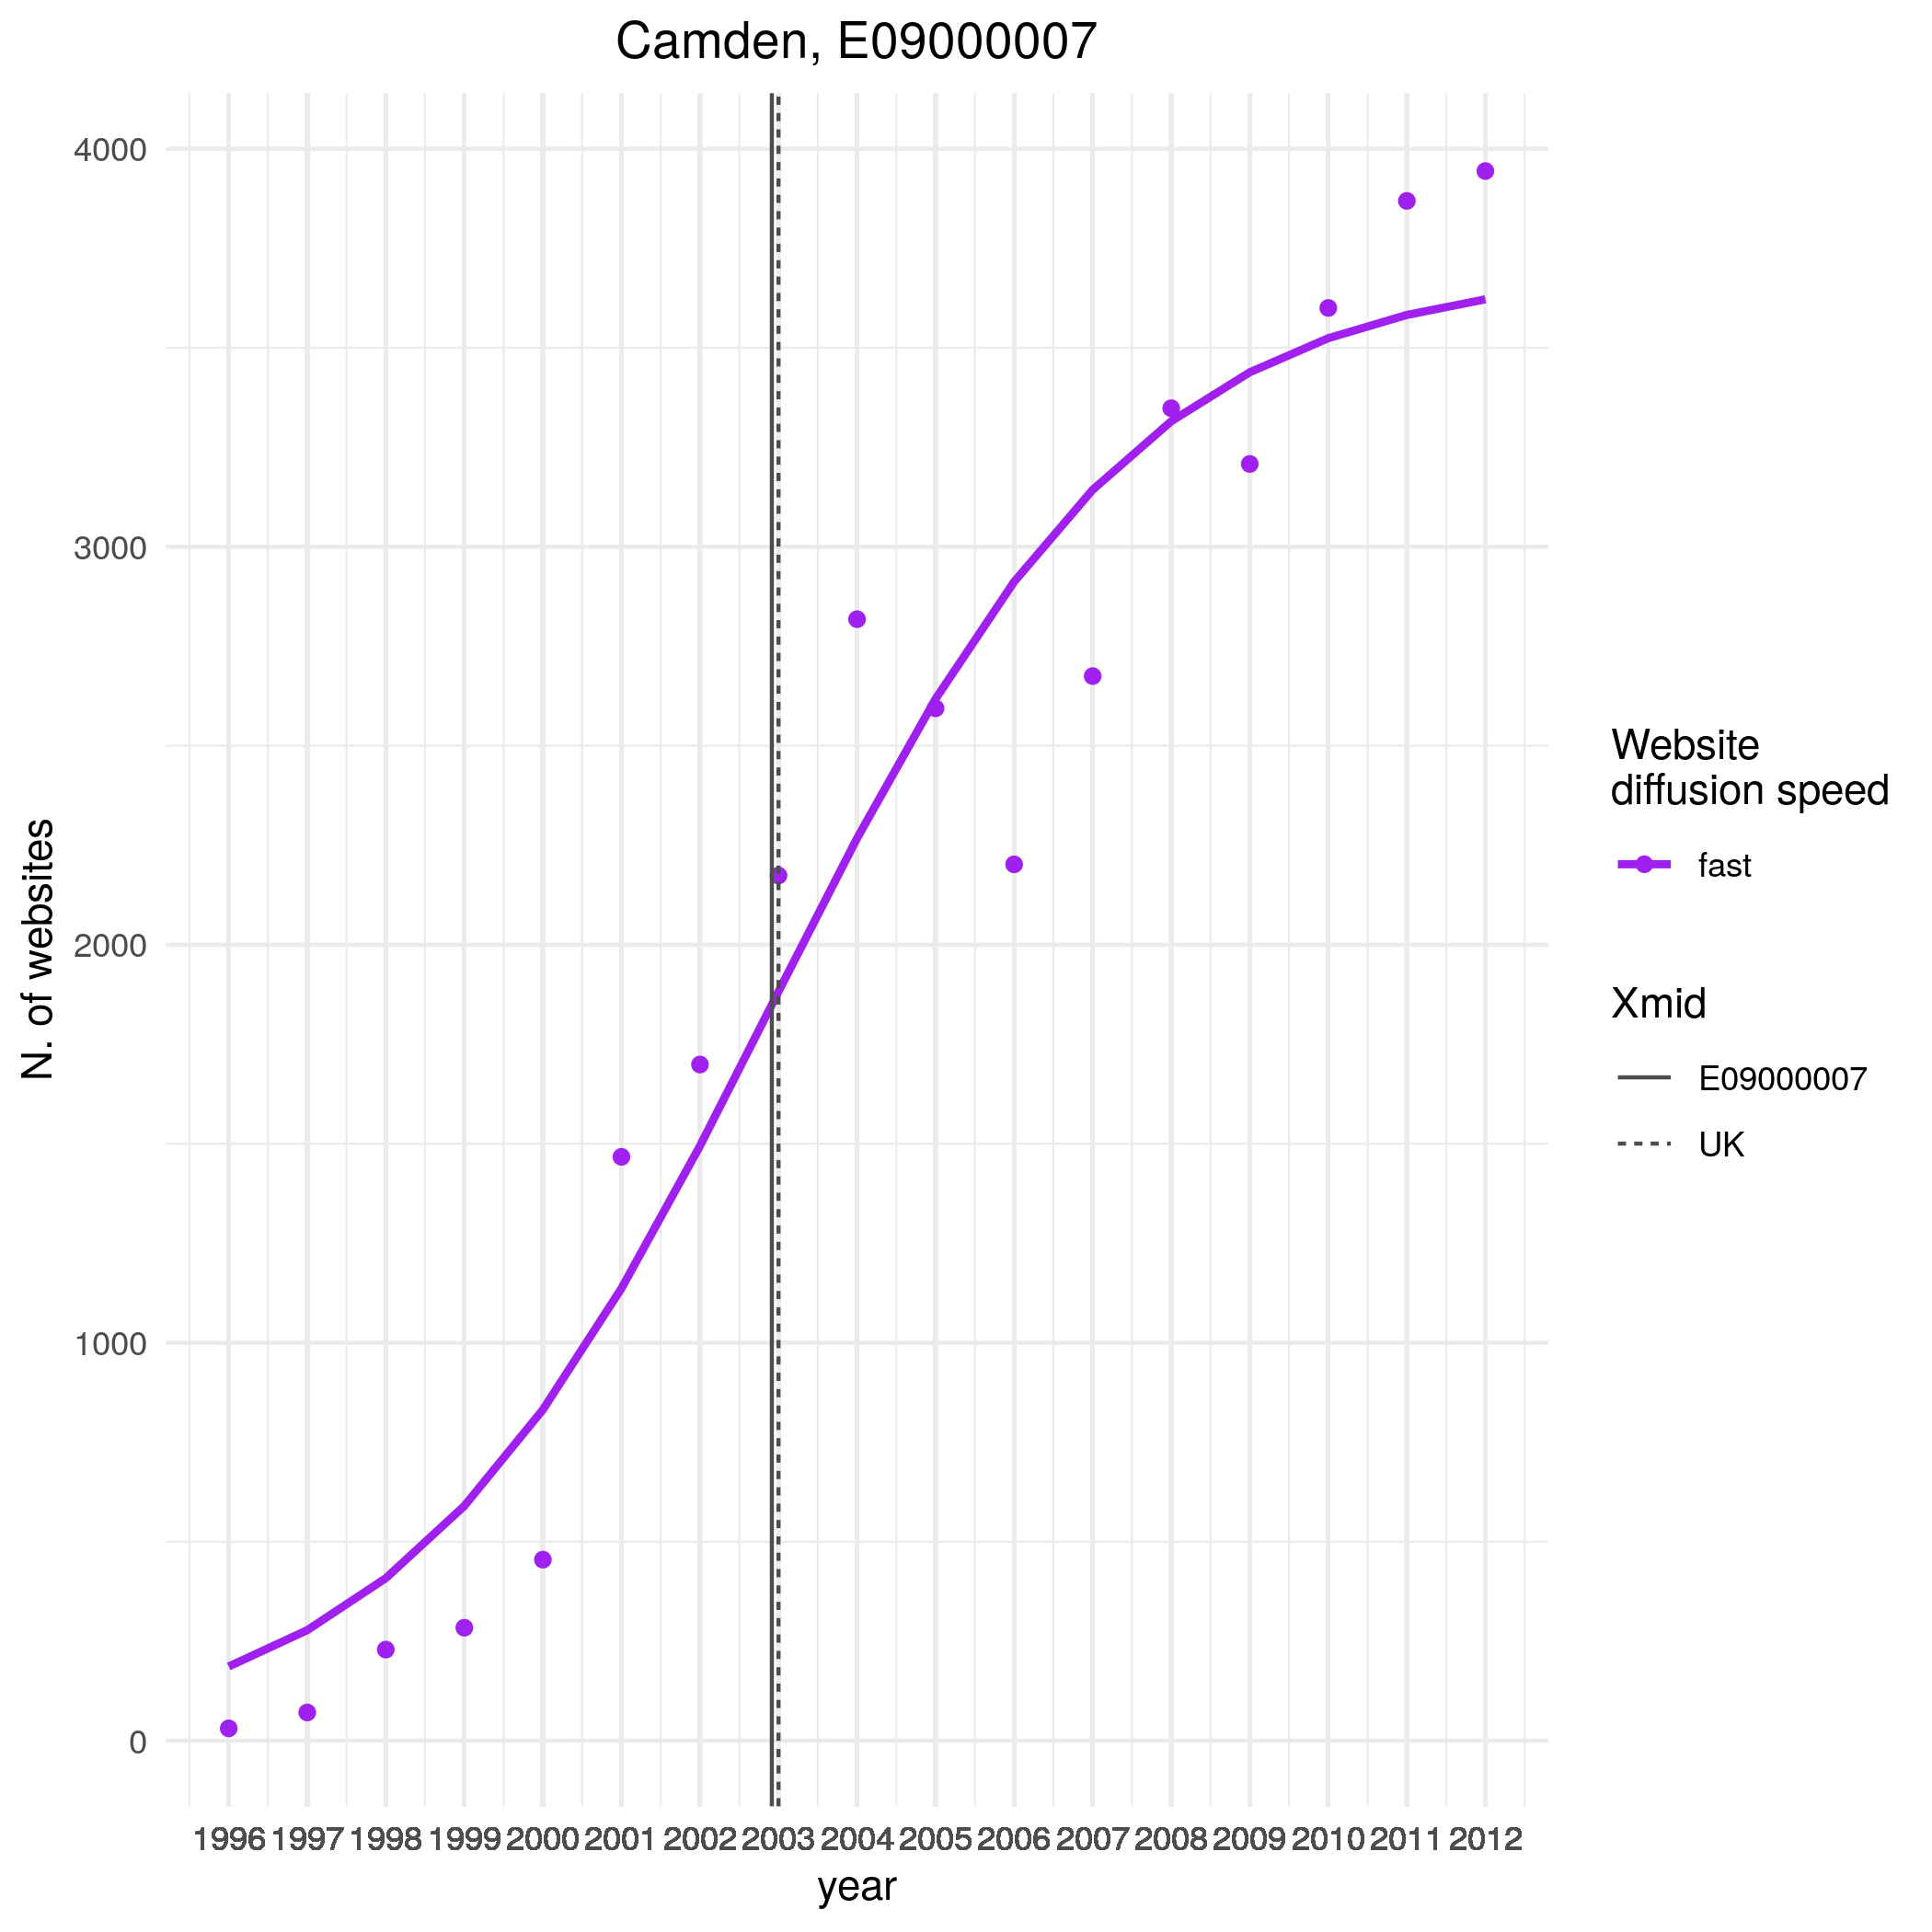 Camden, E09000007
4000
3000
2000
1000
0
N. of websites
1996 1997 1998 1999 2000 2001 2002 2003 2004 2005 2006 2007 2008 2009 2010 2011 2012
year
Website
diffusion speed
fast
Xmid
E09000007
UK